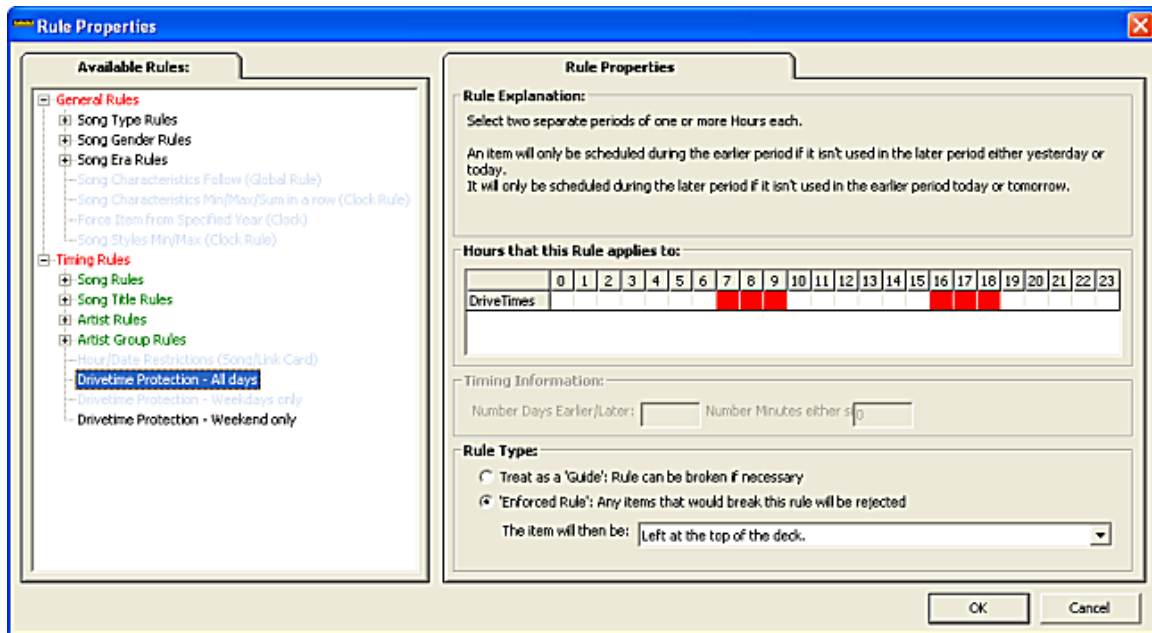 Rule Properties
Available Rules:
General Rules
Song Type Rules
Song Gender Rules
Song Era Rules
Song Characteristics Follow (Global Rule)
Song Characteristics Min/Max/Sum in a row (Clock Rule)
Force Item from Specified Year (Clock)
Song Styles Min/Max (Clock Rule)
Timing Rules
Song Rules
Song Title Rules
Artist Rules
Artist Group Rules
Hour/Date Restrictions (Song/Link Card)
Drivetime Protection - All days
Drivetime Protection - Weekdays only
Drivetime Protection - Weekend only
Rule Properties
Rule Explanation:
Select two separate periods of one or more Hours each.
An item will only be scheduled during the earlier period if it isn't used in the later period either yesterday or
today.
It will only be scheduled during the later period if it isn't used in the earlier period today or tomorrow.
Hours that this Rule applies to:
0 1 2 3 4 5 6 7 8 9 10 11 12 13 14 15 16 17 18 19 20 21 22 23
DriveTimes
Timing Information:
Number Days Earlier/Later: Number Minutes either s 0
Rule Type:
Treat as a 'Guide': Rule can be broken if necessary
'Enforced Rule': Any items that would break this rule will be rejected
The item will then be: Left at the top of the deck.
OK Cancel